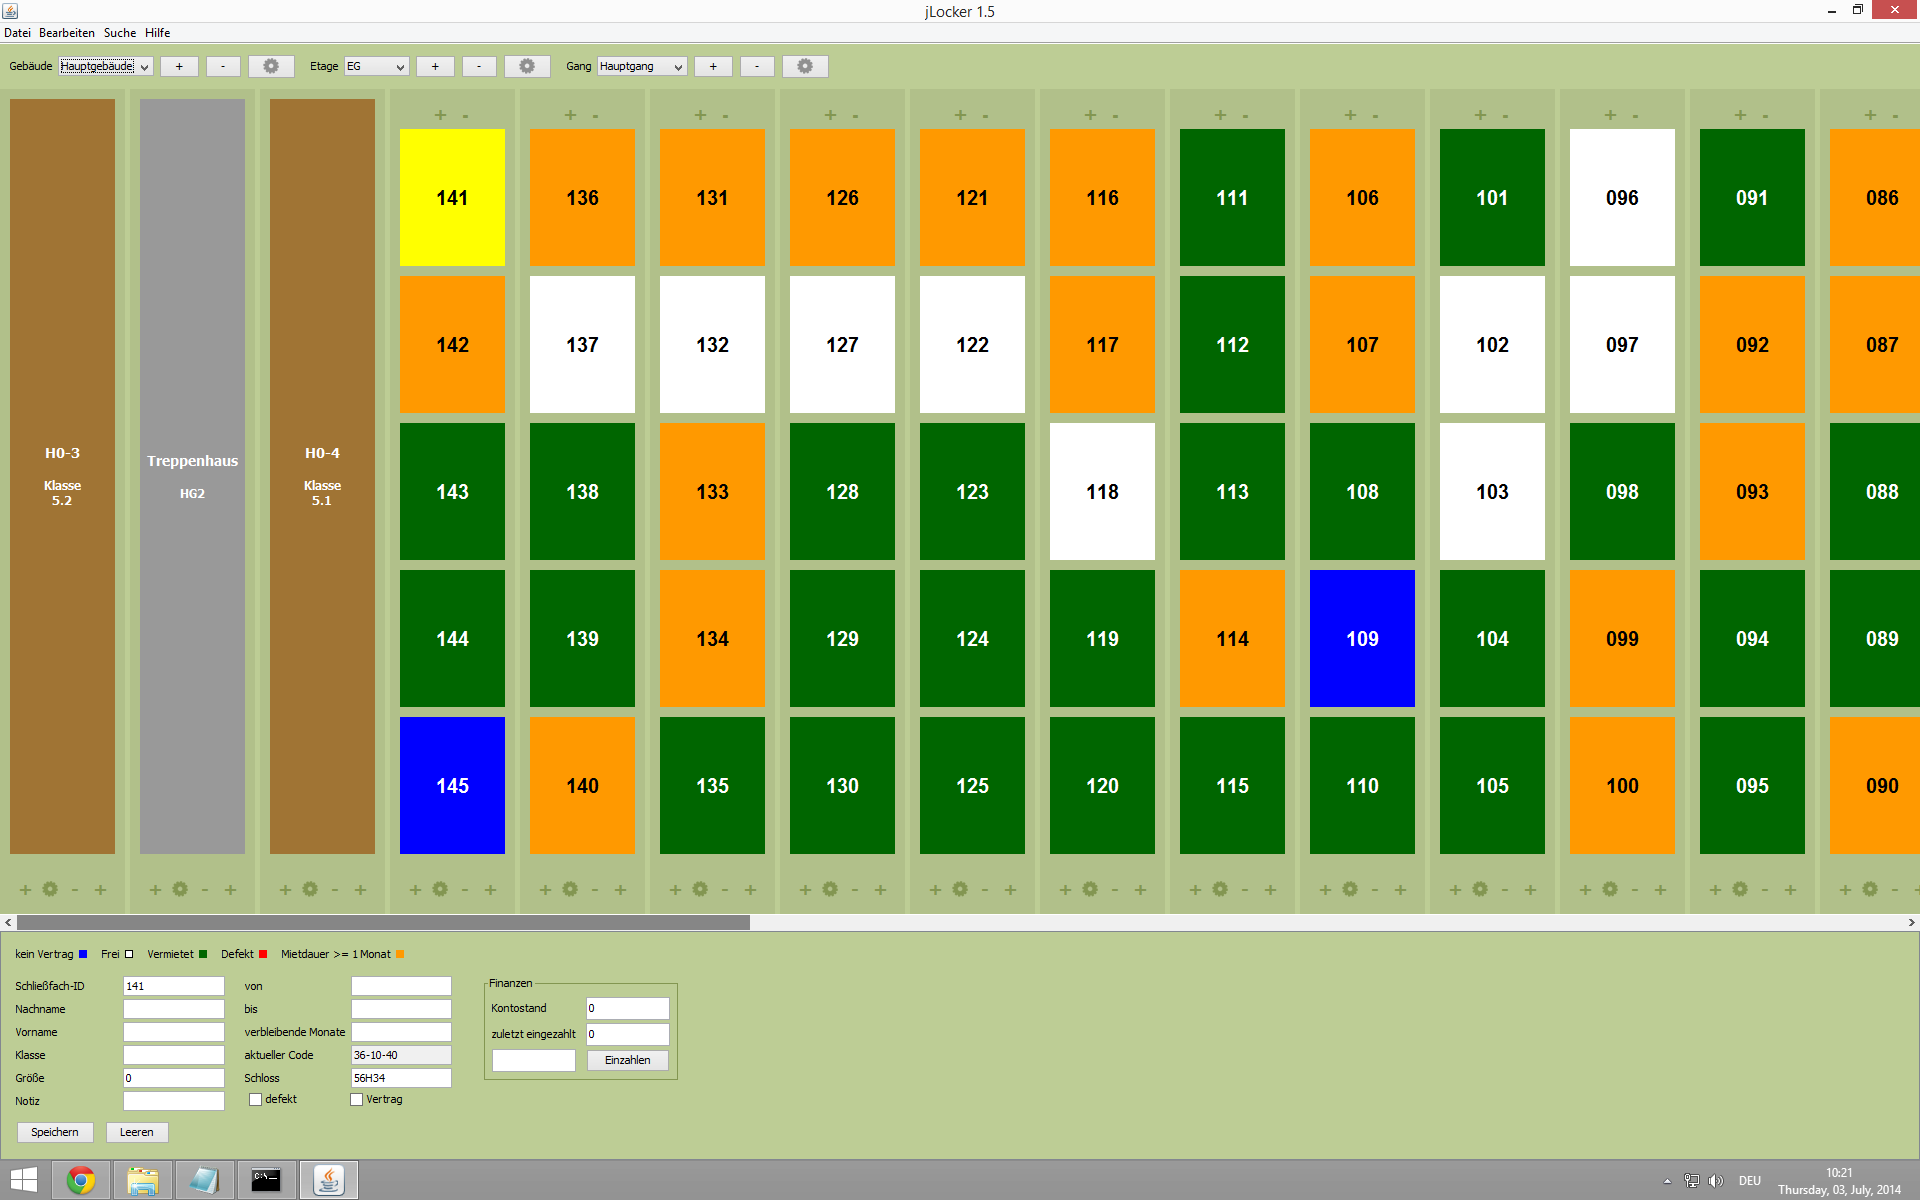 jLocker 1.5
Datei Bearbeiten Suche Hilfe
Gebäude Hauptgebäude + - Etage EG + - Gang Hauptgang + -
+ - + - + - + - + - + - + - + - + - + - + - + -
141 136 131 126 121 116 111 106 101 096 091 086
142 137 132 127 122 117 112 107 102 097 092 087
H0-3 Treppenhaus H0-4
Klasse HG2 Klasse
5.2 5.1
143 138 133 128 123 118 113 108 103 098 093 088
144 139 134 129 124 119 114 109 104 099 094 089
145 140 135 130 125 120 115 110 105 100 095 090
+ - + + - + + - + + - + + - + + - + + - + + - + + - + + - + + - + + - + + - + + - + + - +
< >
kein Vertrag Frei Vermietet Defekt Mietdauer >= 1 Monat
Schließfach-ID 141 von Finanzen
Nachname bis Kontostand 0
Vorname verbleibende Monate zuletzt eingezahlt 0
Klasse aktueller Code 36-10-40 Einzahlen
Größe 0 Schloss 56H34
Notiz defekt Vertrag
Speichern Leeren
C:\._
DEU 10:21
Thursday, 03, July, 2014